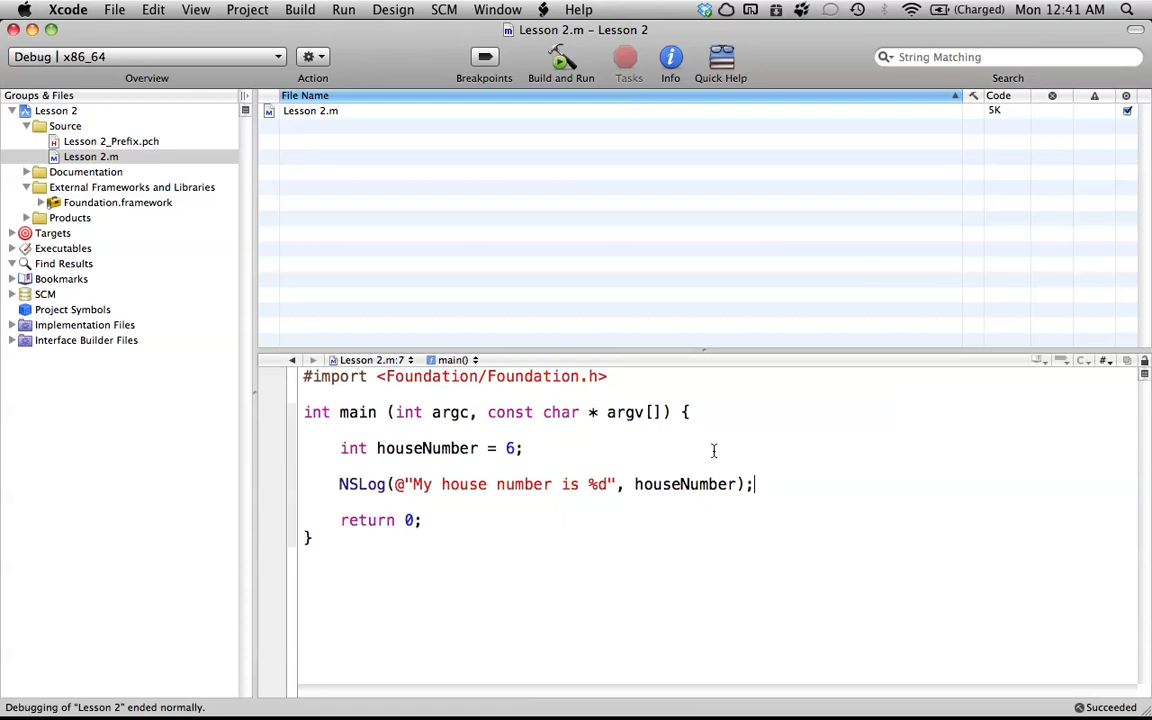 Xcode File Edit View Project Build Run Design SCM Window Help (Charged) Mon 12:41 AM
Lesson 2.m – Lesson 2
Debug | x86_64
String Matching
Overview Action Breakpoints Build and Run Tasks Info Quick Help Search
Groups & Files
File Name Code
Lesson 2
Lesson 2.m 5K
Source
Lesson 2_Prefix.pch
Lesson 2.m
Documentation
External Frameworks and Libraries
Foundation.framework
Products
Targets
Executables
Find Results
Bookmarks
SCM
Project Symbols
Implementation Files
Interface Builder Files
Lesson 2.m:7 main() C #
#import <Foundation/Foundation.h>
int main (int argc, const char * argv[]) {
int houseNumber = 6;
NSLog(@"My house number is %d", houseNumber);
return 0;
}
Debugging of "Lesson 2" ended normally. Succeeded